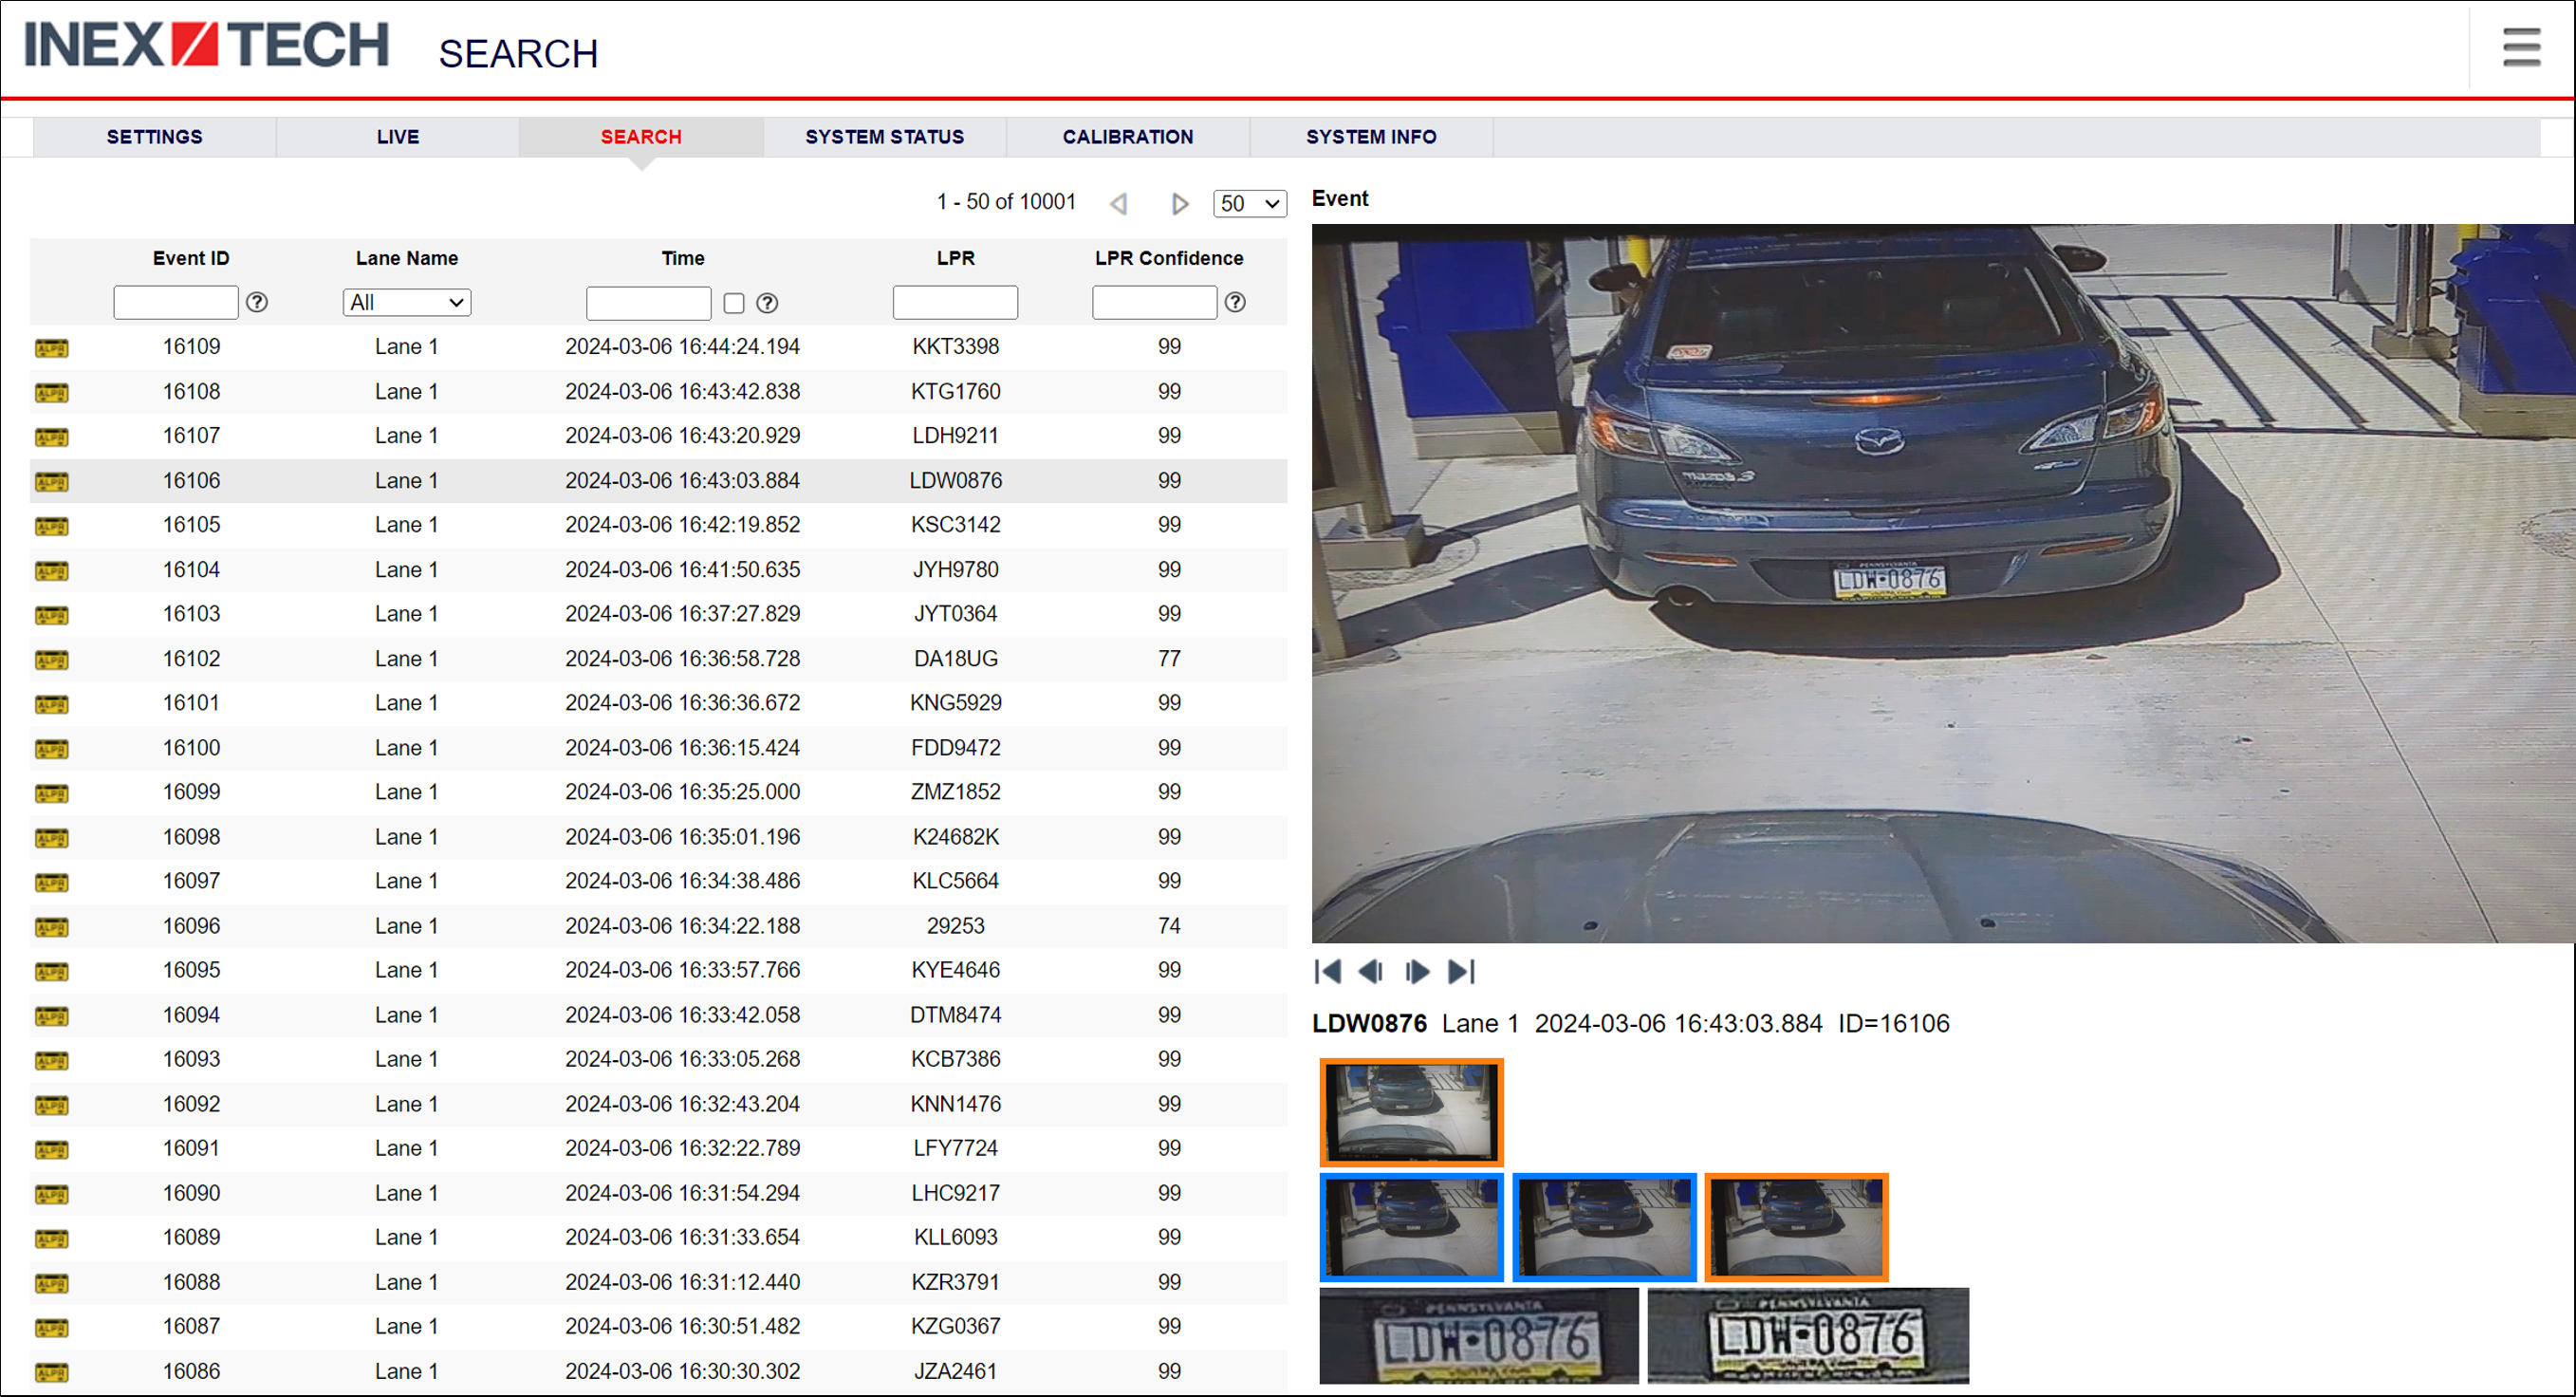 INEX TECH SEARCH
SETTINGS LIVE SEARCH SYSTEM STATUS CALIBRATION SYSTEM INFO
1 - 50 of 10001 50
Event ID Lane Name Time LPR LPR Confidence
All
ALPR 16109 Lane 1 2024-03-06 16:44:24.194 KKT3398 99
ALPR 16108 Lane 1 2024-03-06 16:43:42.838 KTG1760 99
ALPR 16107 Lane 1 2024-03-06 16:43:20.929 LDH9211 99
ALPR 16106 Lane 1 2024-03-06 16:43:03.884 LDW0876 99
ALPR 16105 Lane 1 2024-03-06 16:42:19.852 KSC3142 99
ALPR 16104 Lane 1 2024-03-06 16:41:50.635 JYH9780 99
ALPR 16103 Lane 1 2024-03-06 16:37:27.829 JYT0364 99
ALPR 16102 Lane 1 2024-03-06 16:36:58.728 DA18UG 77
ALPR 16101 Lane 1 2024-03-06 16:36:36.672 KNG5929 99
ALPR 16100 Lane 1 2024-03-06 16:36:15.424 FDD9472 99
ALPR 16099 Lane 1 2024-03-06 16:35:25.000 ZMZ1852 99
ALPR 16098 Lane 1 2024-03-06 16:35:01.196 K24682K 99
ALPR 16097 Lane 1 2024-03-06 16:34:38.486 KLC5664 99
ALPR 16096 Lane 1 2024-03-06 16:34:22.188 29253 74
ALPR 16095 Lane 1 2024-03-06 16:33:57.766 KYE4646 99
ALPR 16094 Lane 1 2024-03-06 16:33:42.058 DTM8474 99
ALPR 16093 Lane 1 2024-03-06 16:33:05.268 KCB7386 99
ALPR 16092 Lane 1 2024-03-06 16:32:43.204 KNN1476 99
ALPR 16091 Lane 1 2024-03-06 16:32:22.789 LFY7724 99
ALPR 16090 Lane 1 2024-03-06 16:31:54.294 LHC9217 99
ALPR 16089 Lane 1 2024-03-06 16:31:33.654 KLL6093 99
ALPR 16088 Lane 1 2024-03-06 16:31:12.440 KZR3791 99
ALPR 16087 Lane 1 2024-03-06 16:30:51.482 KZG0367 99
ALPR 16086 Lane 1 2024-03-06 16:30:30.302 JZA2461 99
Event
PENNSYLVANIA
LDW-0876
LDW0876 Lane 1 2024-03-06 16:43:03.884 ID=16106
PENNSYLVANIA
LDW-0876
PENNSYLVANIA
LDW-0876